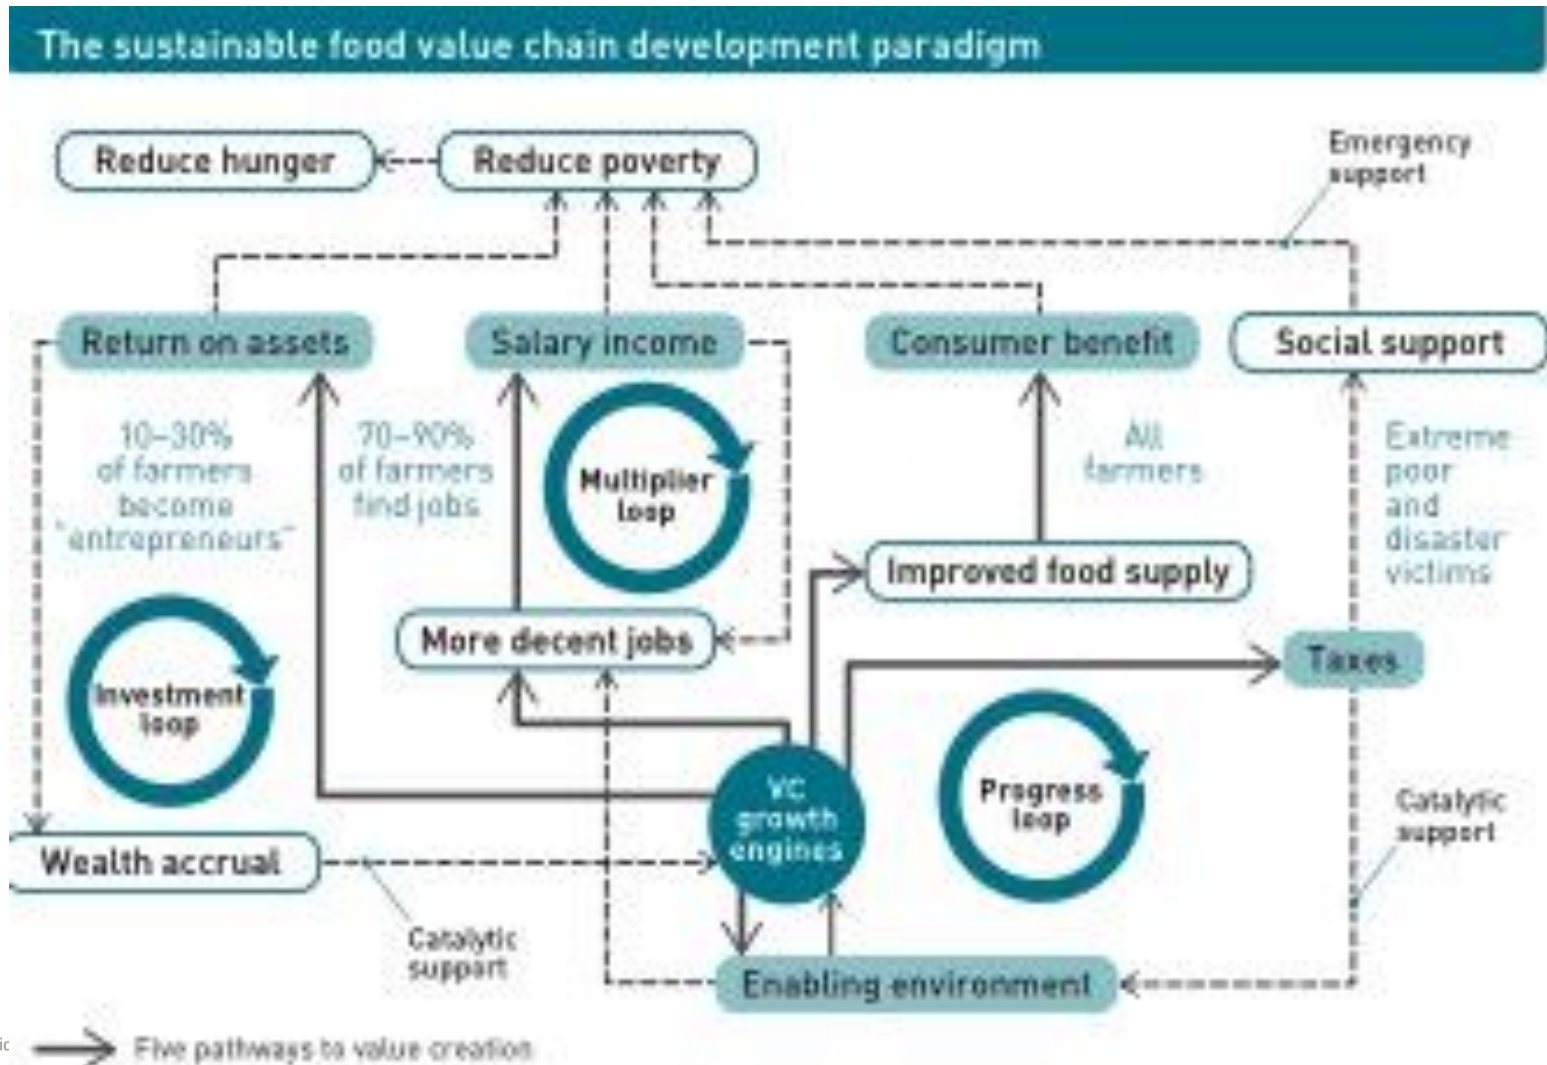 The sustainable food value chain development paradigm
Reduce hunger
Reduce poverty
Emergency
support
Return on assets
Salary income
Consumer benefit
Social support
10–30%
of farmers
become
"entrepreneurs"
70–90%
of farmers
find jobs
Multiplier
loop
All
farmers
Extreme
poor
and
disaster
victims
Improved food supply
More decent jobs
Taxes
Investment
loop
VC
growth
engines
Progress
loop
Catalytic
support
Wealth accrual
Catalytic
support
Enabling environment
Five pathways to value creation